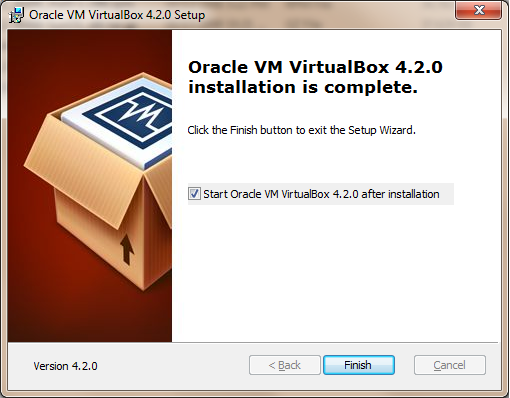 Oracle VM VirtualBox 4.2.0 Setup
Oracle VM VirtualBox 4.2.0
installation is complete.
Click the Finish button to exit the Setup Wizard.
Start Oracle VM VirtualBox 4.2.0 after installation
Version 4.2.0
< Back
Finish
Cancel